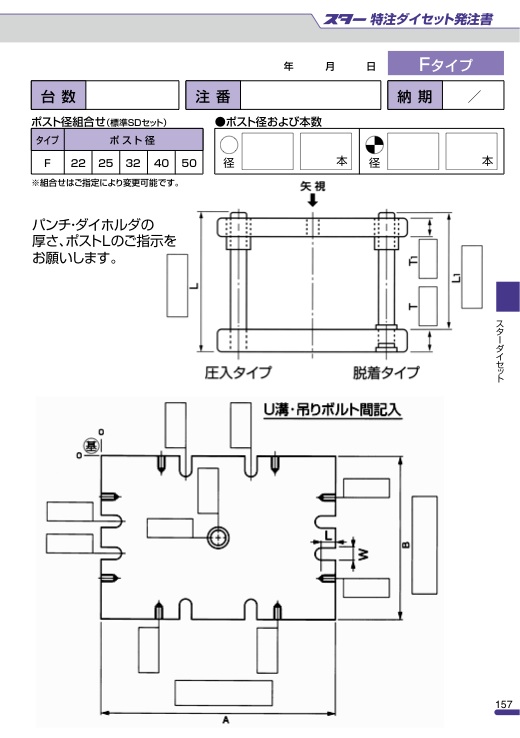 スター 特注ダイセット発注書
年 月 日
Fタイプ
台数
注番
納期 ／
ポスト径組合せ(標準SDセット)
タイプ ポスト径
F 22 25 32 40 50
※組合せはご指定により変更可能です。
●ポスト径および本数
径 本 径 本
矢視
パンチ・ダイホルダの
厚さ、ポストLのご指示を
お願いします。
L
T1
T
L1
圧入タイプ 脱着タイプ
スターダイセット
U溝・吊りボルト間記入
0
0 基
L
W
B
A
157